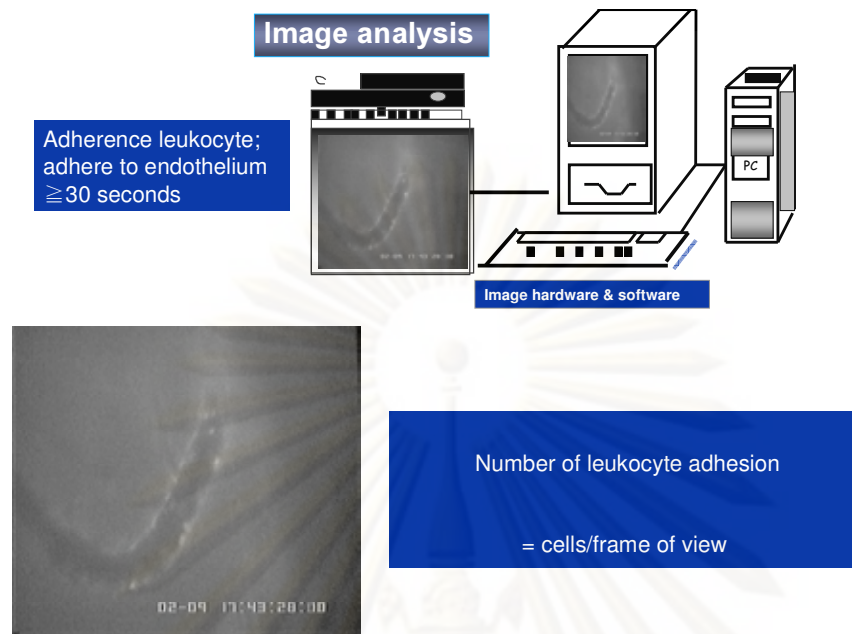 Image analysis
Adherence leukocyte;
adhere to endothelium
≧30 seconds
PC
Image hardware & software
Number of leukocyte adhesion
= cells/frame of view
02-09 17:43:28:00